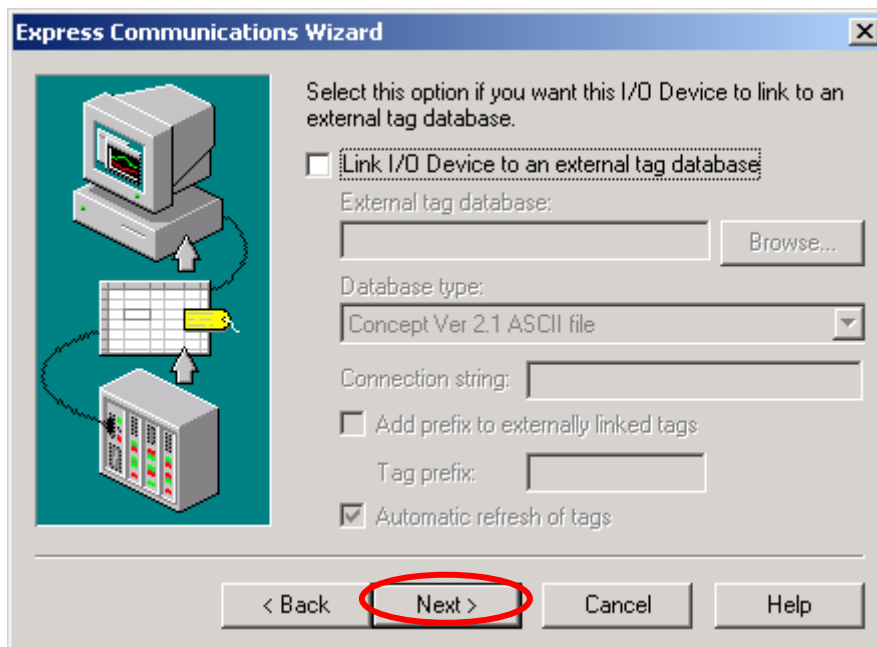 Express Communications Wizard
Select this option if you want this I/O Device to link to an
external tag database.
Link I/O Device to an external tag database
External tag database:
Browse...
Database type:
Concept Ver 2.1 ASCII file
Connection string:
Add prefix to externally linked tags
Tag prefix:
Automatic refresh of tags
< Back
Next >
Cancel
Help